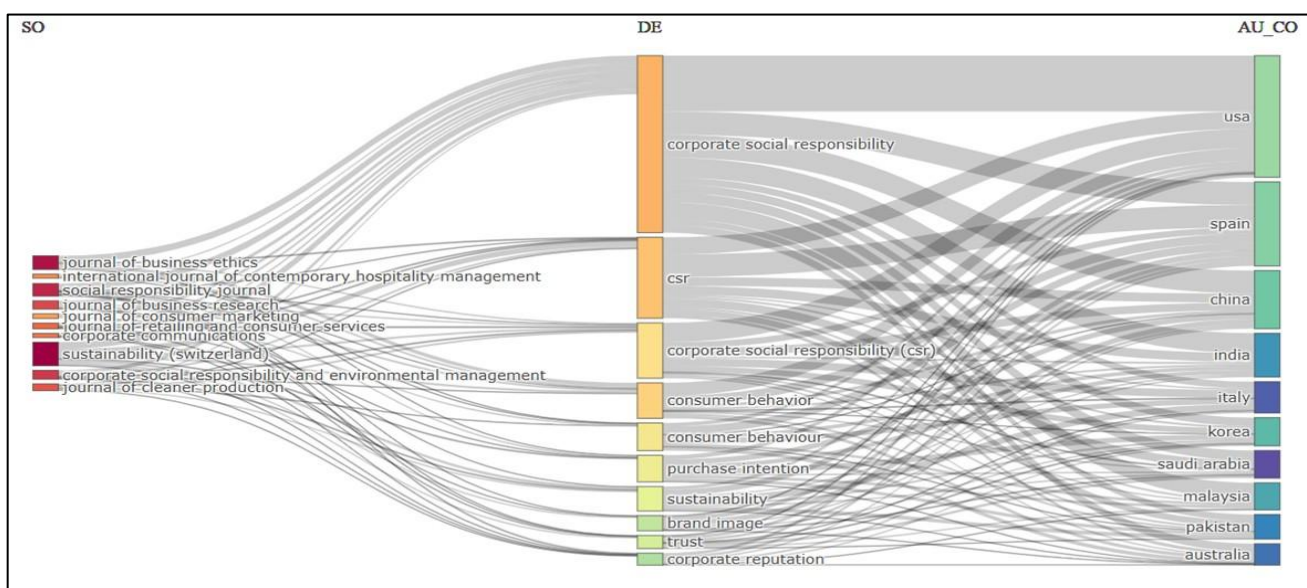 SO
DE
AU_CO
journal of business ethics
international journal of contemporary hospitality management
social responsibility journal
journal of business research
journal of consumer marketing
journal of retailing and consumer services
corporate communications
sustainability (switzerland)
corporate social responsibility and environmental management
journal of cleaner production
corporate social responsibility
csr
corporate social responsibility (csr)
consumer behavior
consumer behaviour
purchase intention
sustainability
brand image
trust
corporate reputation
usa
spain
china
india
italy
korea
saudi arabia
malaysia
pakistan
australia